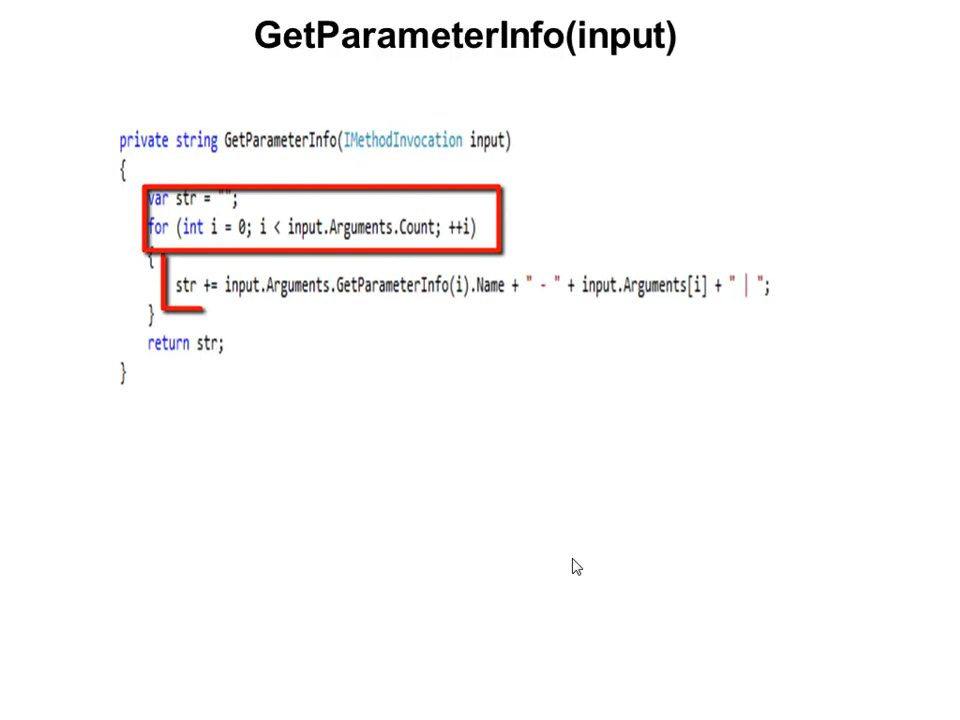 GetParameterInfo(input)
private string GetParameterInfo(IMethodInvocation input)
{
var str = "";
for (int i = 0; i < input.Arguments.Count; ++i)
{
str += input.Arguments.GetParameterInfo(i).Name + " - " + input.Arguments[i] + " | ";
}
return str;
}